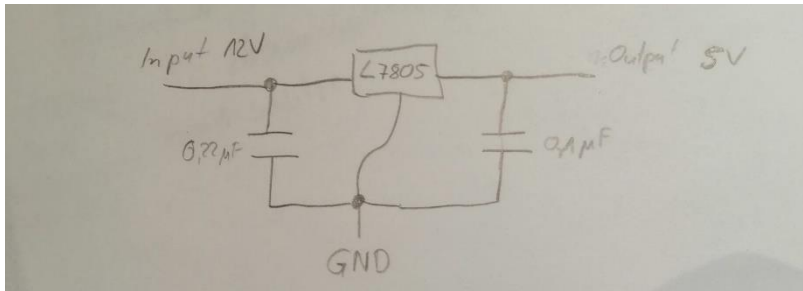 Input 12V
L7805
Output 5V
0,22µF
0,1µF
GND